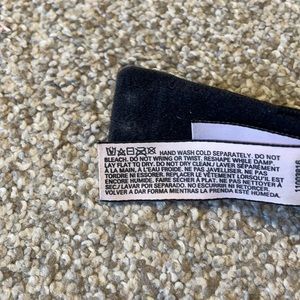 HAND WASH COLD SEPARATELY. DO NOT
BLEACH. DO NOT WRING OR TWIST. RESHAPE WHILE DAMP.
LAY FLAT TO DRY. DO NOT DRY CLEAN./ LAVER SÉPARÉMENT
À LA MAIN, À L'EAU FROIDE. NE PAS JAVELLISER. NE PAS
TORDRE NI ESSORER. REPLACER LE VÊTEMENT LORSQU'IL EST
ENCORE HUMIDE. FAIRE SÉCHER À PLAT. NE PAS NETTOYER À
SEC./ LAVAR POR SEPARADO.
NO ESCURRIR NI RETORCER.
VOLVER A DAR FORMA MIENTRAS LA PRENDA ESTÉ HÚMEDA.